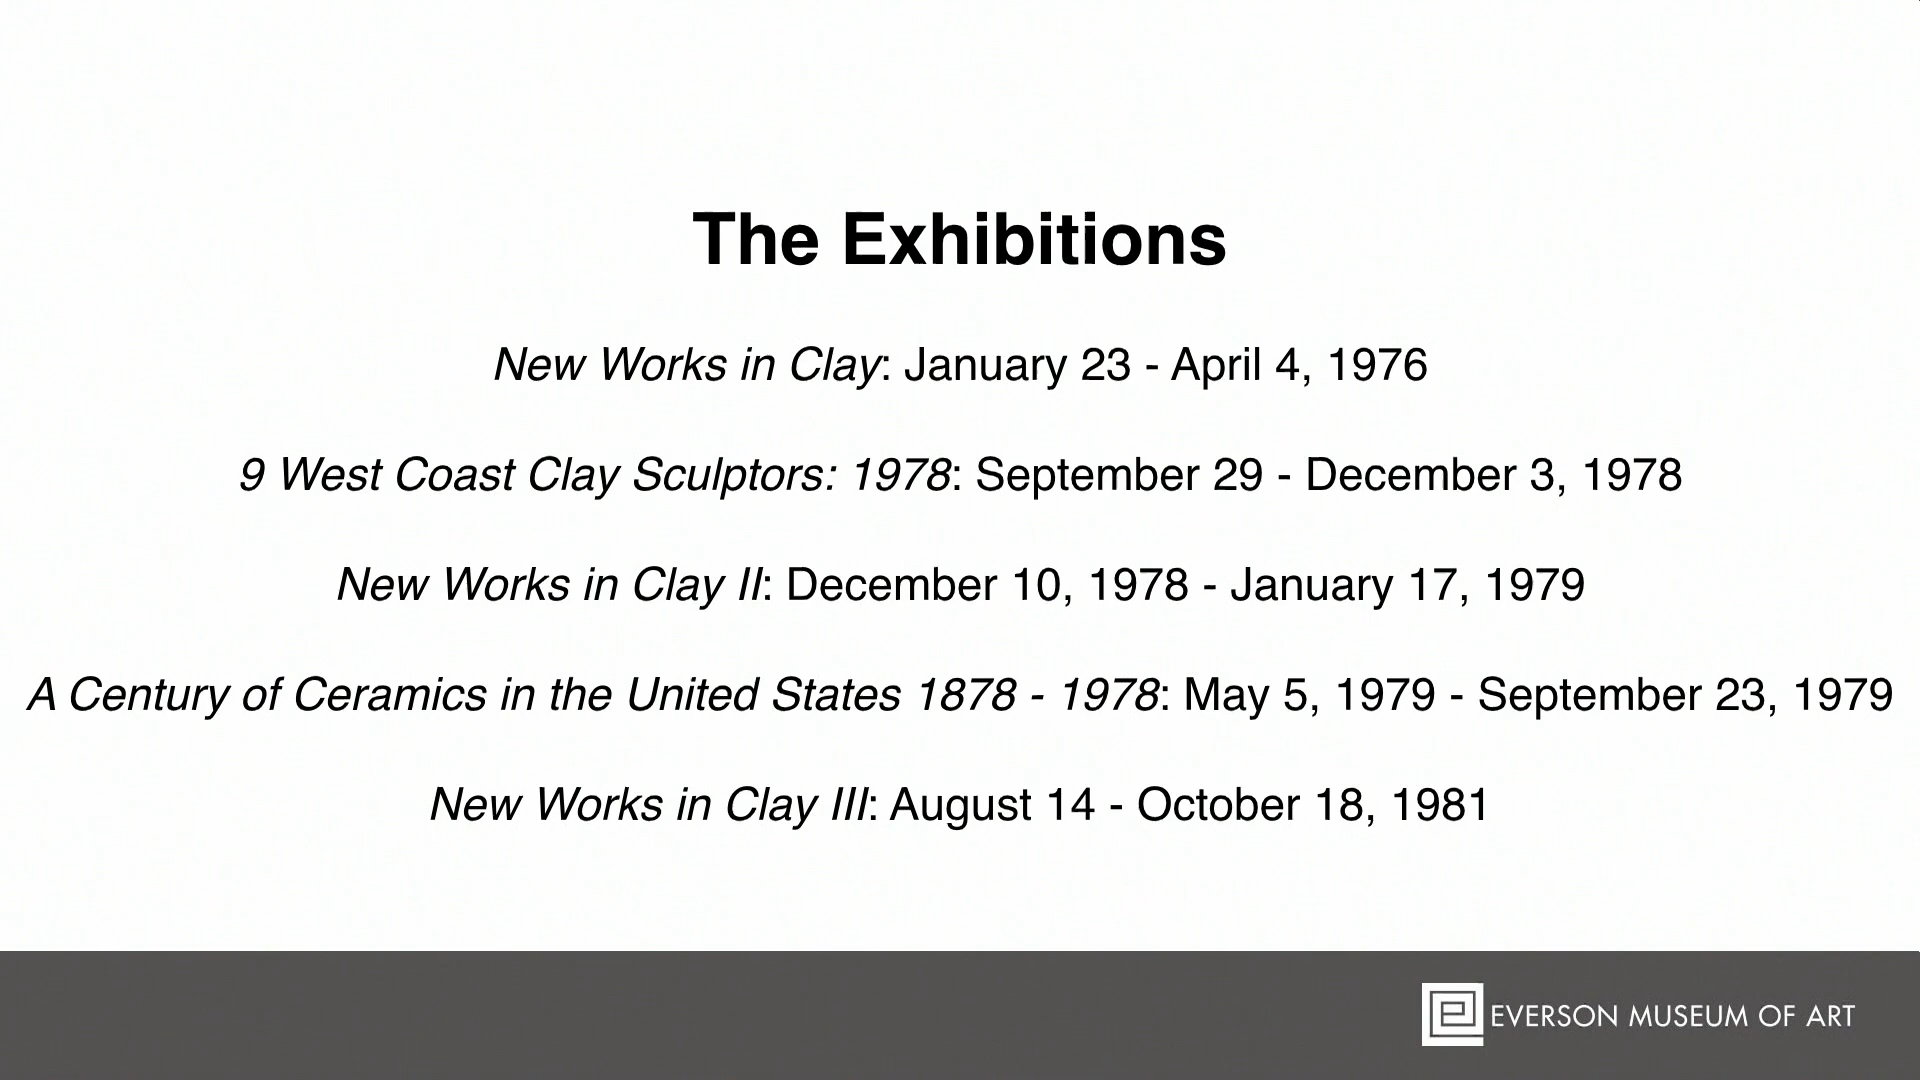 The Exhibitions
New Works in Clay: January 23 - April 4, 1976
9 West Coast Clay Sculptors: 1978: September 29 - December 3, 1978
New Works in Clay II: December 10, 1978 - January 17, 1979
A Century of Ceramics in the United States 1878 - 1978: May 5, 1979 - September 23, 1979
New Works in Clay III: August 14 - October 18, 1981
EVERSON MUSEUM OF ART